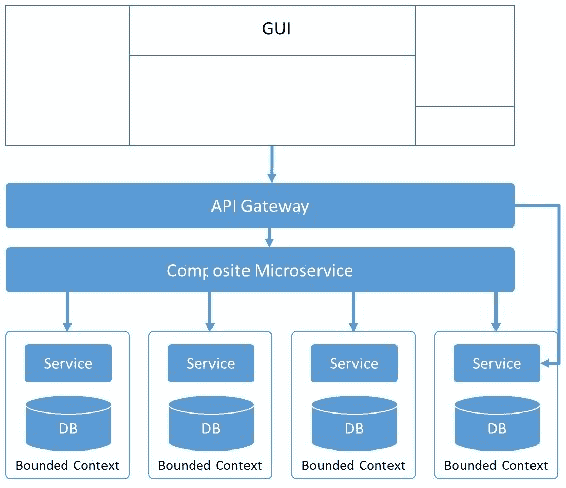 GUI
API Gateway
Composite Microservice
Service
Service
Service
Service
DB
DB
DB
DB
Bounded Context
Bounded Context
Bounded Context
Bounded Context